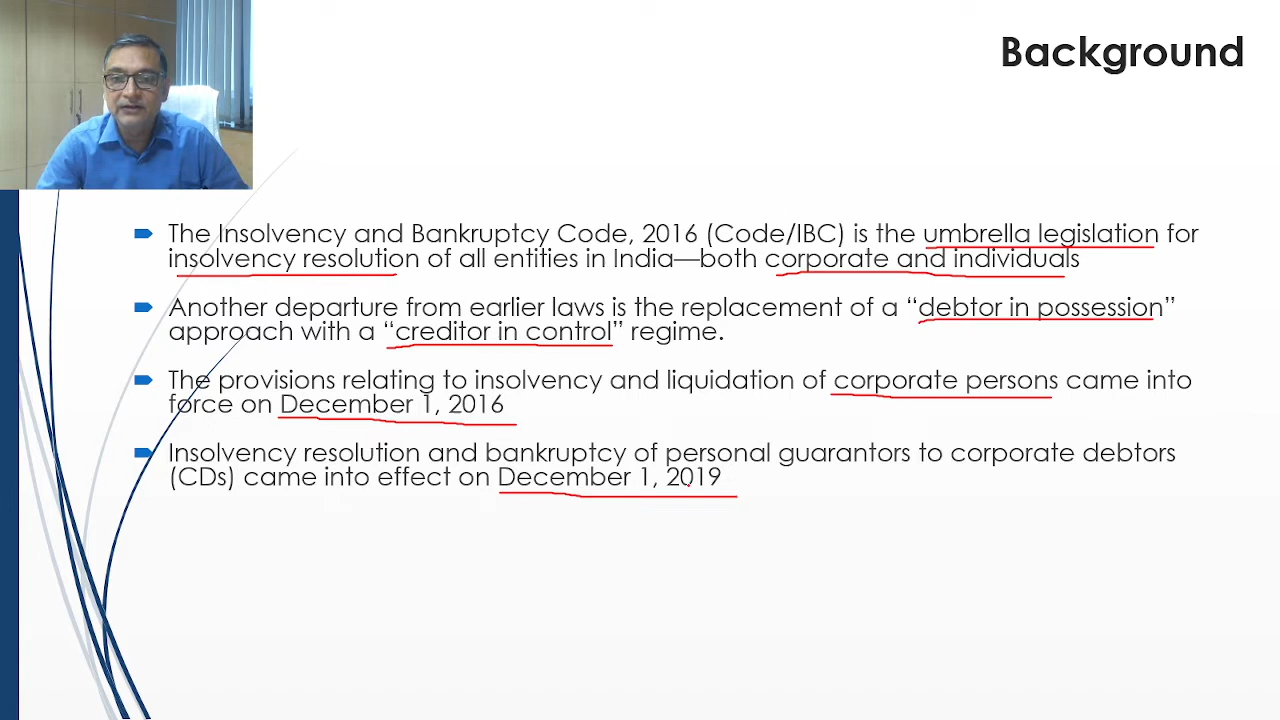 Background
The Insolvency and Bankruptcy Code, 2016 (Code/IBC) is the umbrella legislation for
insolvency resolution of all entities in India—both corporate and individuals
Another departure from earlier laws is the replacement of a “debtor in possession”
approach with a “creditor in control” regime.
The provisions relating to insolvency and liquidation of corporate persons came into
force on December 1, 2016
Insolvency resolution and bankruptcy of personal guarantors to corporate debtors
(CDs) came into effect on December 1, 2019